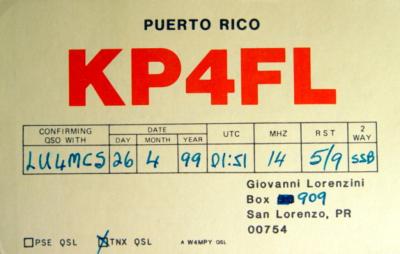 PUERTO RICO
KP4FL
CONFIRMING QSO WITH DATE DAY MONTH YEAR UTC MHZ RST 2 WAY
LU4MCS 26 4 99 01:51 14 5/9 SSB
Giovanni Lorenzini
Box 909
San Lorenzo, PR
00754
PSE QSL TNX QSL A W4MPY QSL